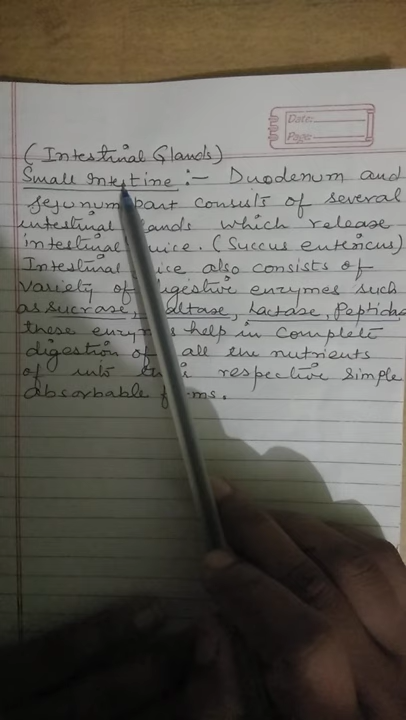 Date:
Page:
(Intestinal Glands)
Small Intestine :- Duodenum and
Jejunum part consists of several
intestinal glands which release
intestinal juice. (Succus entericus)
Intestinal juice also consists of
variety of digestive enzymes such
as sucrase, maltase, Lactase, Peptidase
these enzymes help in complete
digestion of all the nutrients
of into respective simple
absorbable forms.